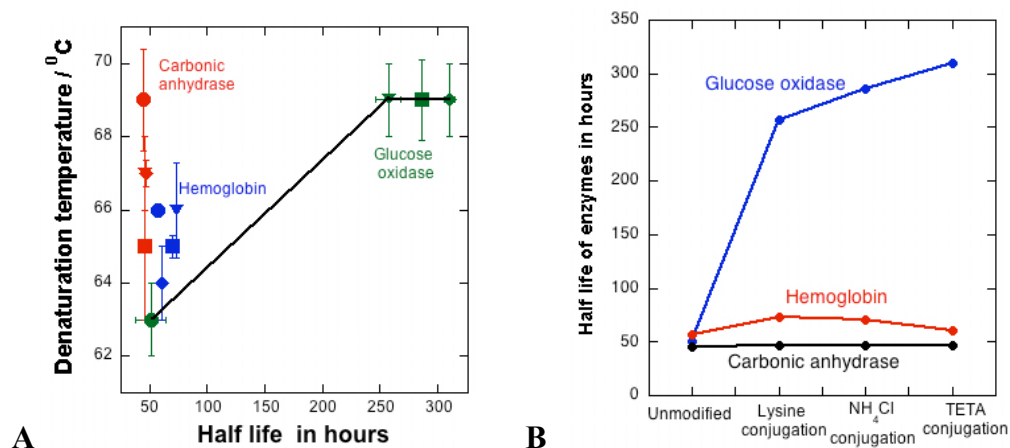 Denaturation temperature / ⁰C
70
68
66
64
62
Carbonic
anhydrase
Hemoglobin
Glucose
oxidase
50 100 150 200 250 300
Half life in hours
A
Half life of enzymes in hours
350
300
250
200
150
100
50
0
Glucose oxidase
Hemoglobin
Carbonic anhydrase
Unmodified
Lysine
conjugation
NH₄Cl
conjugation
TETA
conjugation
B